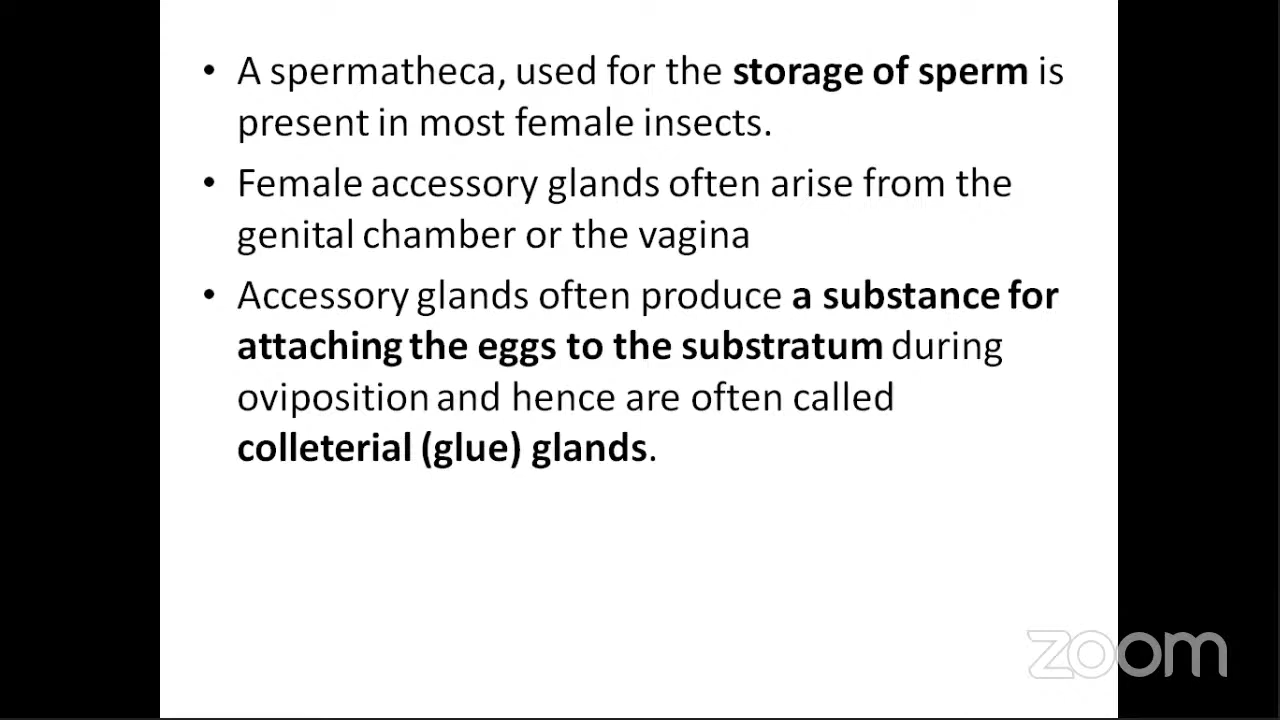 • A spermatheca, used for the storage of sperm is
present in most female insects.
• Female accessory glands often arise from the
genital chamber or the vagina
• Accessory glands often produce a substance for
attaching the eggs to the substratum during
oviposition and hence are often called
colleterial (glue) glands.
zoom